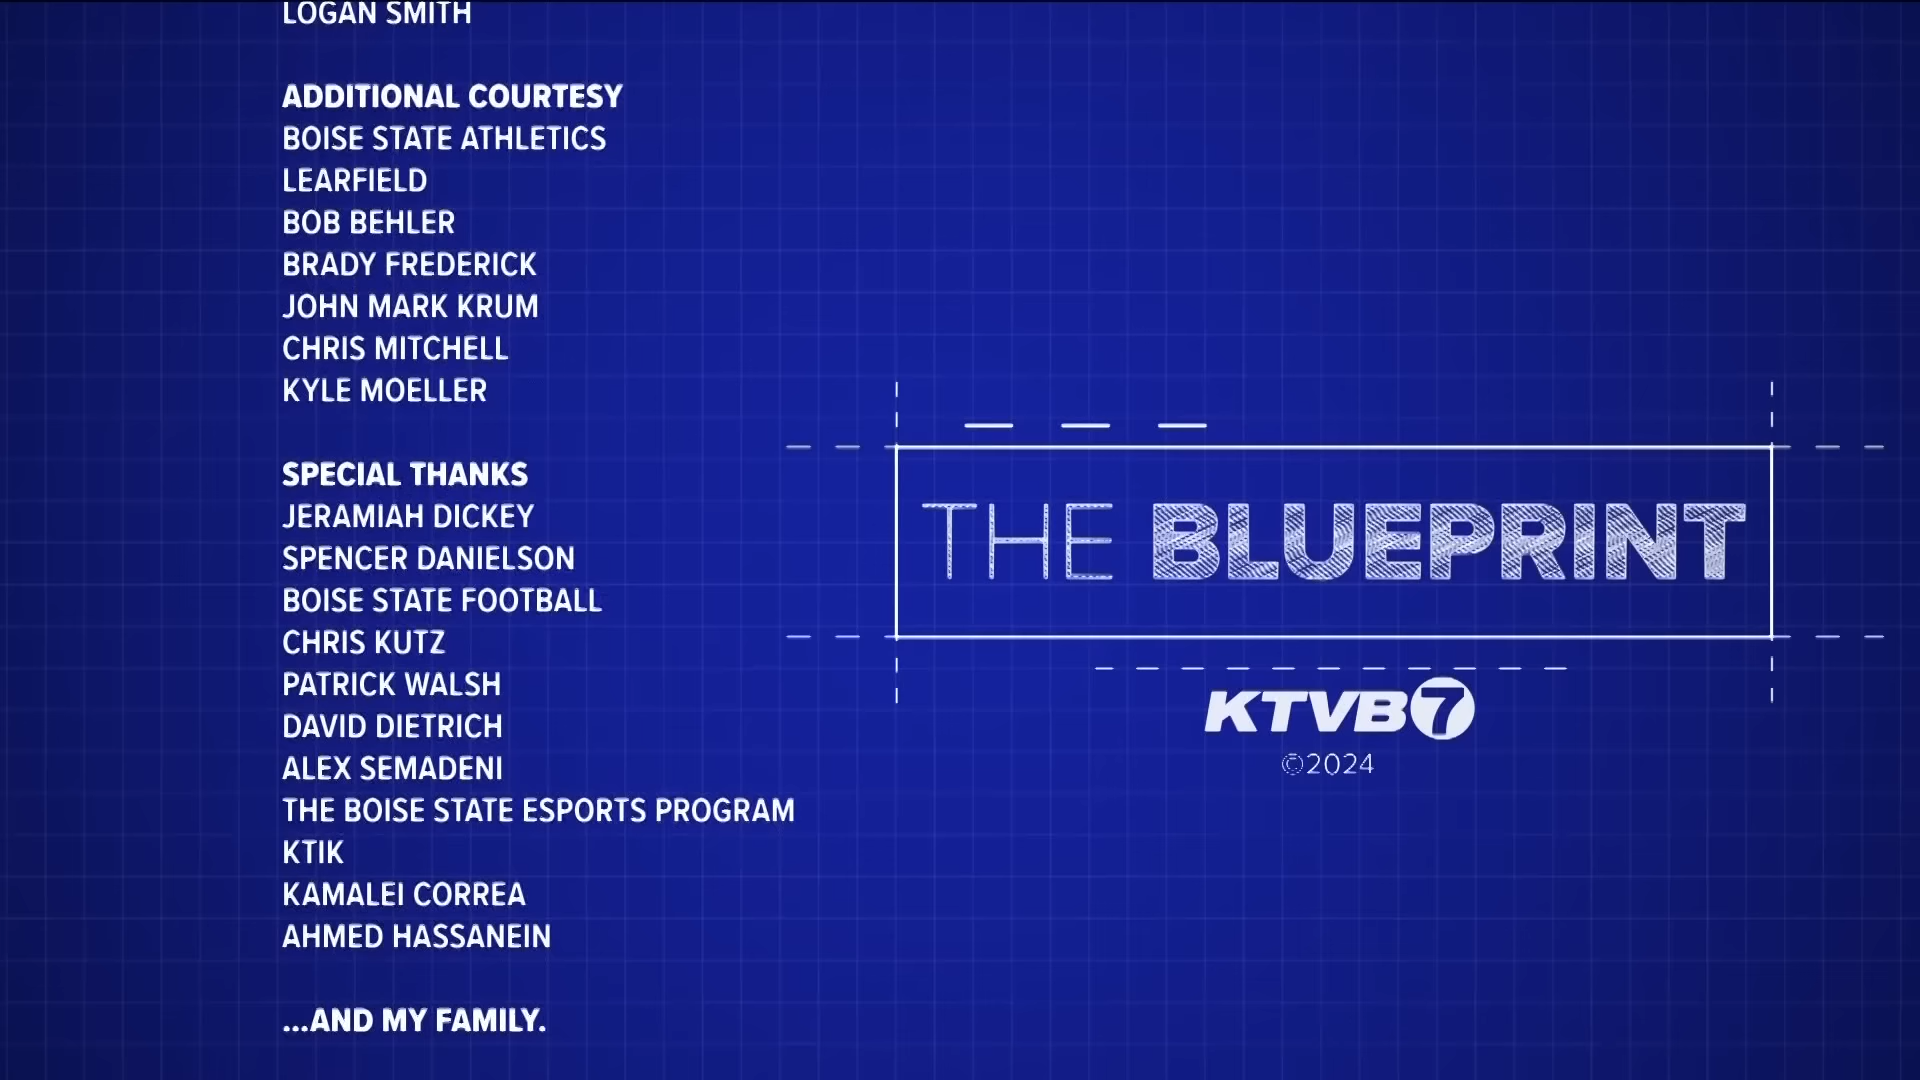 LOGAN SMITH
ADDITIONAL COURTESY
BOISE STATE ATHLETICS
LEARFIELD
BOB BEHLER
BRADY FREDERICK
JOHN MARK KRUM
CHRIS MITCHELL
KYLE MOELLER
SPECIAL THANKS
JERAMIAH DICKEY
SPENCER DANIELSON
BOISE STATE FOOTBALL
CHRIS KUTZ
PATRICK WALSH
DAVID DIETRICH
ALEX SEMADENI
THE BOISE STATE ESPORTS PROGRAM
KTIK
KAMALEI CORREA
AHMED HASSANEIN
...AND MY FAMILY.
THE BLUEPRINT
KTVB7
©2024